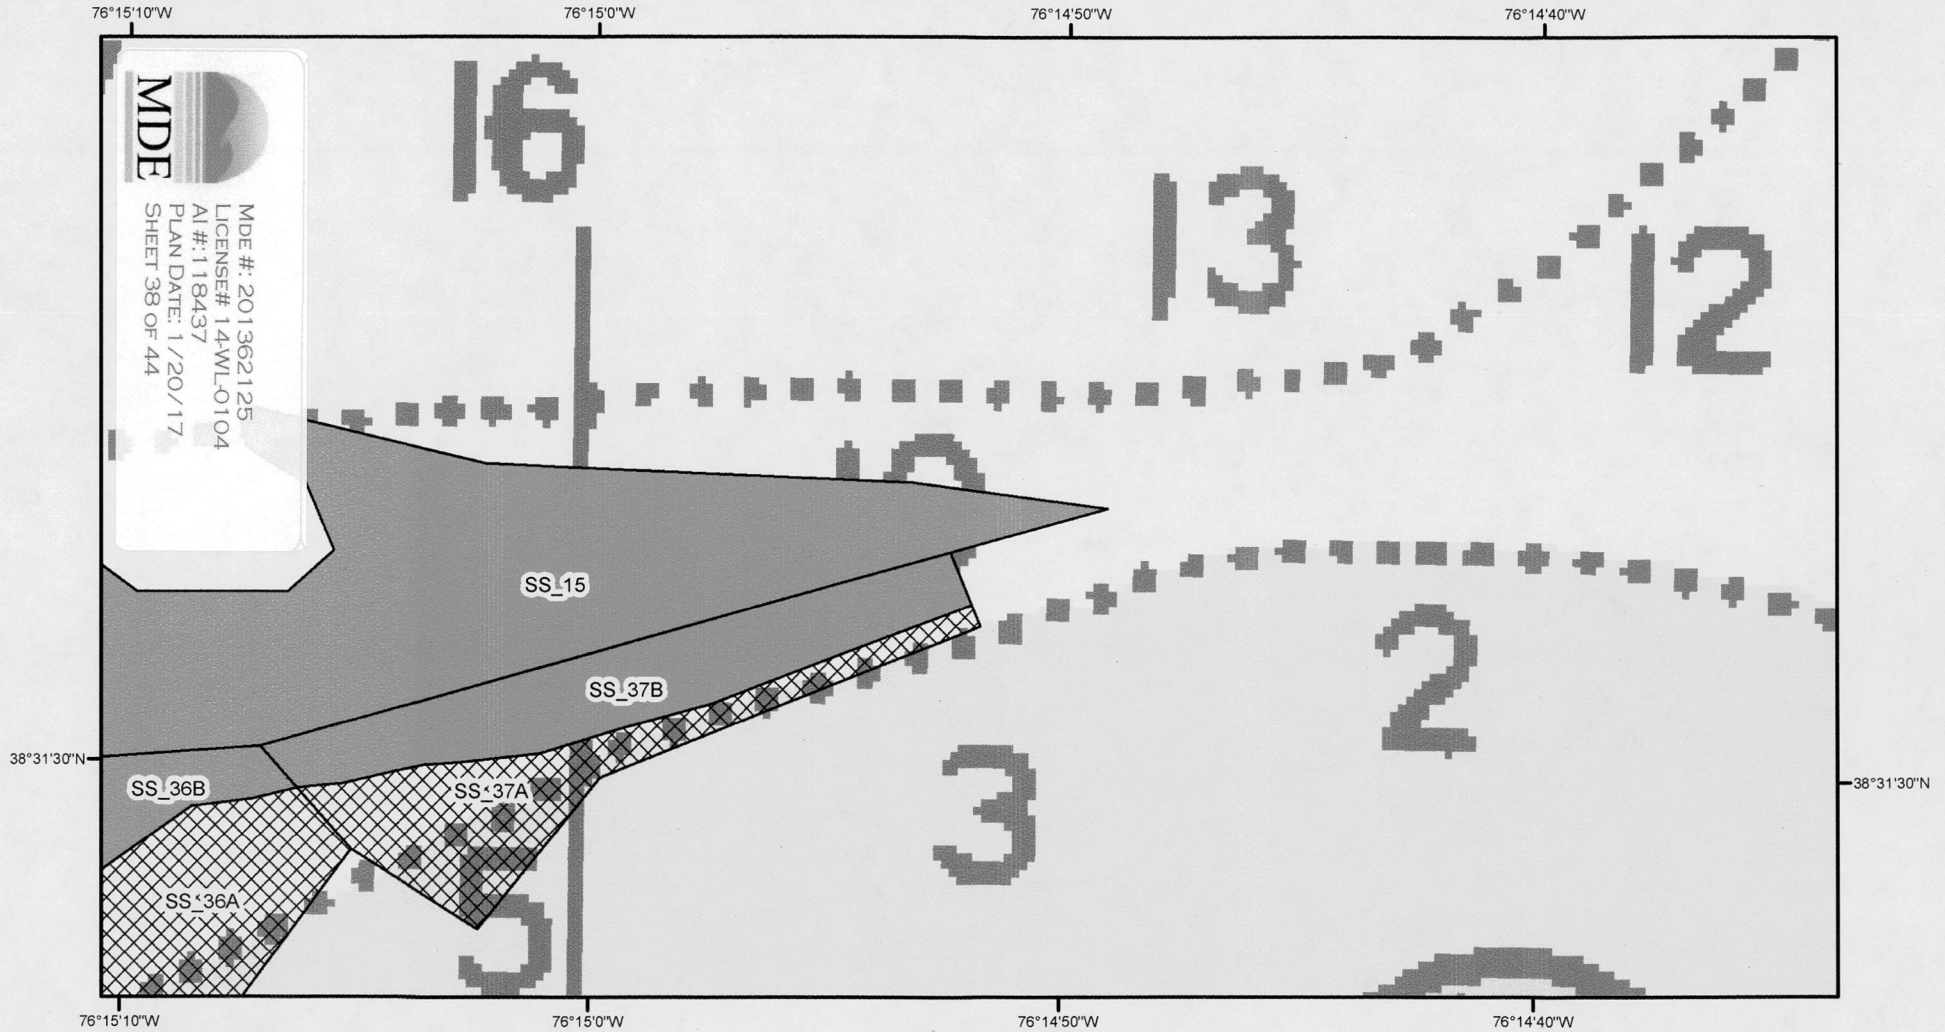 76°15'10"W
76°15'0"W
76°14'50"W
76°14'40"W
MDE
MDE #: 201362125
LICENSE# 14-WL-0104
AI #:118437
PLAN DATE: 1/20/17
SHEET 38 OF 44
16
13
12
SS_15
2
SS_37B
38°31'30"N
38°31'30"N
SS_36B
SS_37A
3
SS_36A
5
76°15'10"W
76°15'0"W
76°14'50"W
76°14'40"W